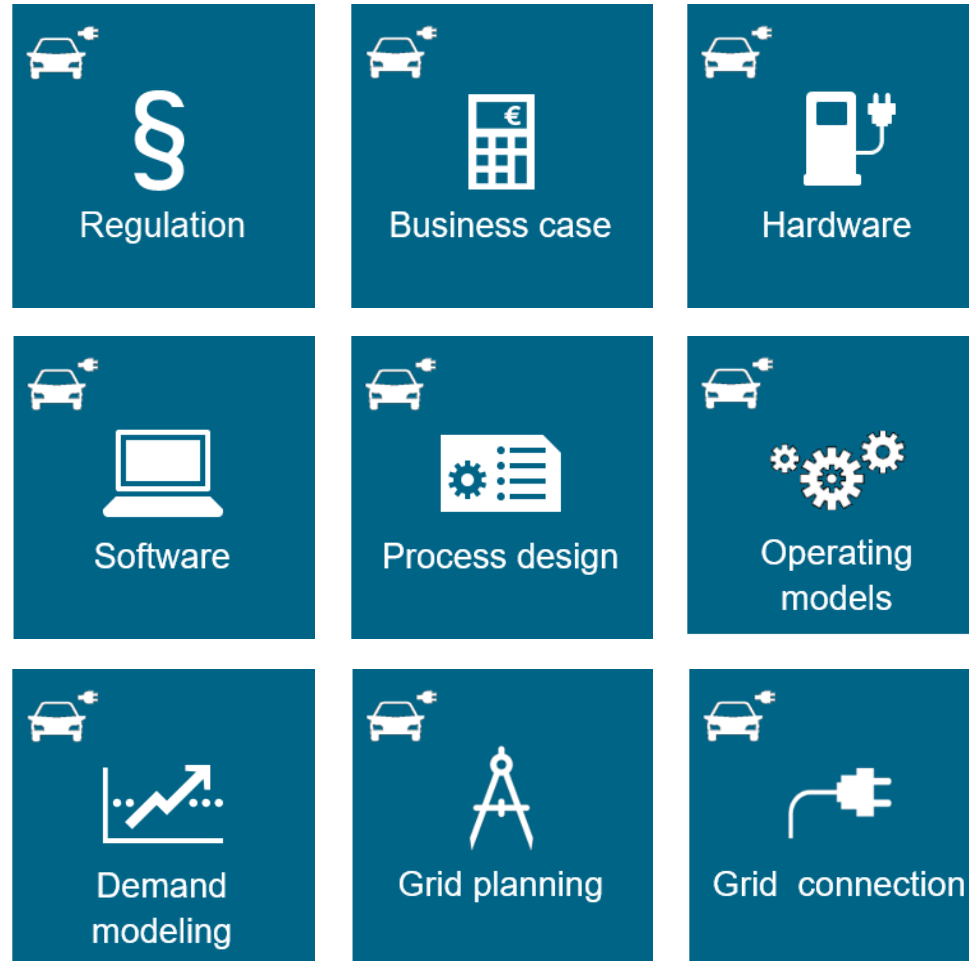 §
Regulation
€
Business case
Hardware
Software
Process design
Operating
models
Demand
modeling
Grid planning
Grid connection